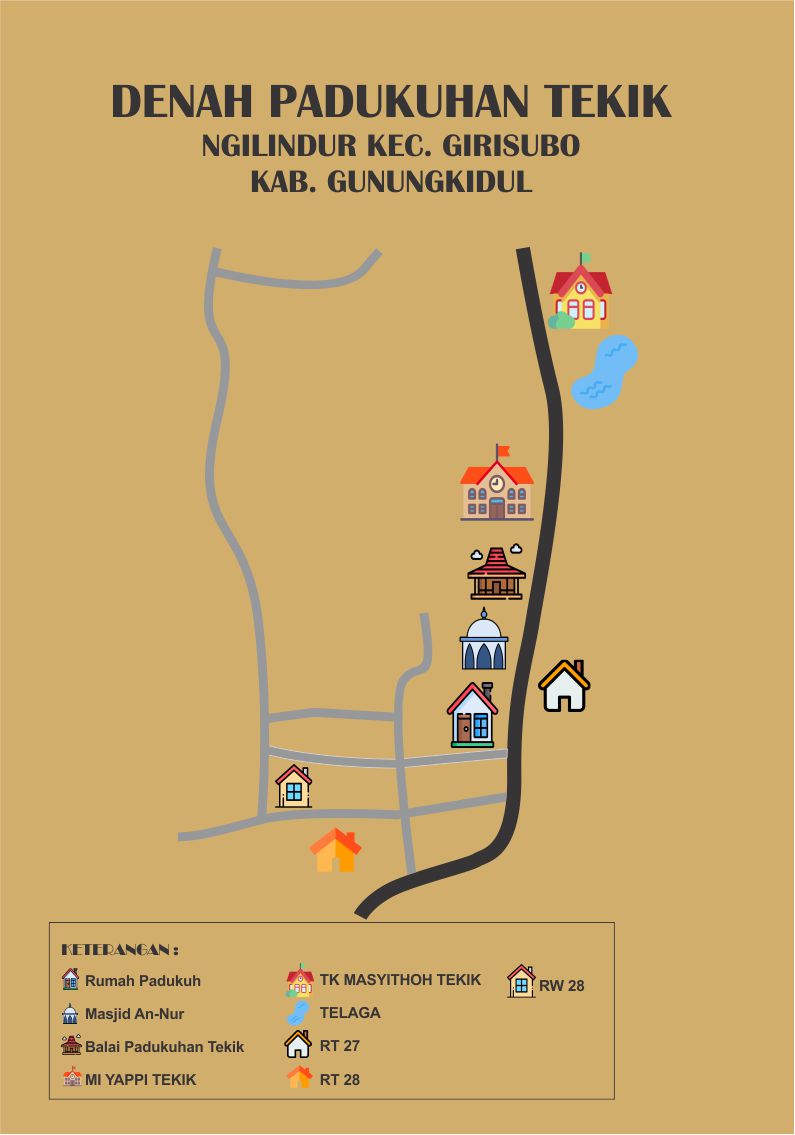 DENAH PADUKUHAN TEKIK
NGILINDUR KEC. GIRISUBO
KAB. GUNUNGKIDUL
KETERANGAN :
Rumah Padukuh
Masjid An-Nur
Balai Padukuhan Tekik
MI YAPPI TEKIK
TK MASYITHOH TEKIK
TELAGA
RT 27
RT 28
RW 28